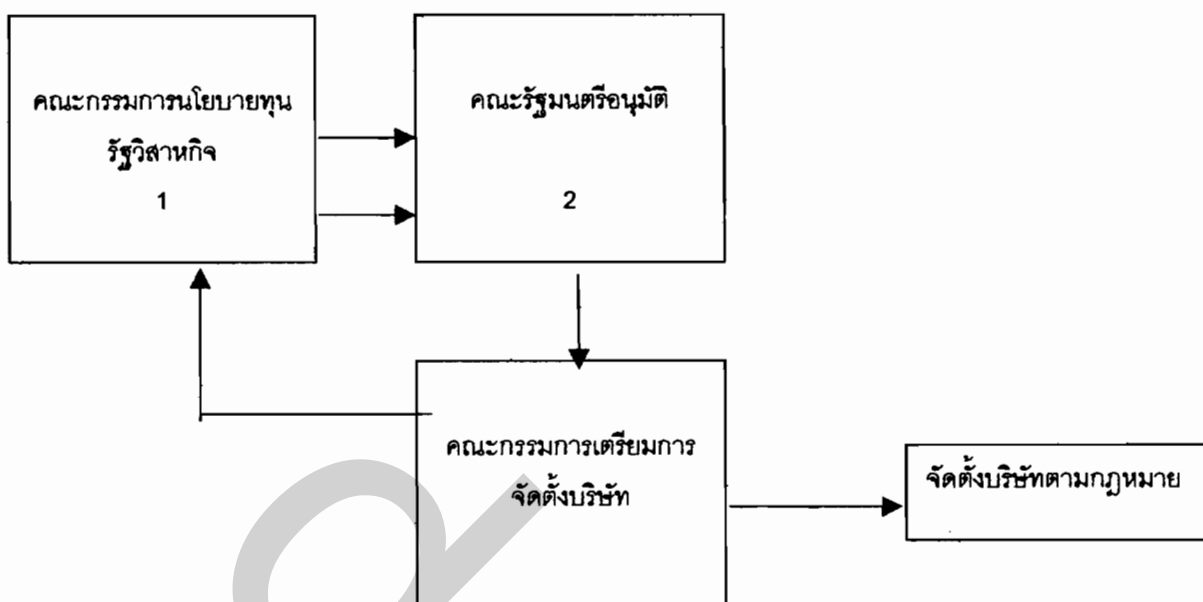 คณะกรรมการนโยบายทุน
รัฐวิสาหกิจ
1
คณะรัฐมนตรีอนุมัติ
2
คณะกรรมการเตรียมการ
จัดตั้งบริษัท
จัดตั้งบริษัทตามกฎหมาย